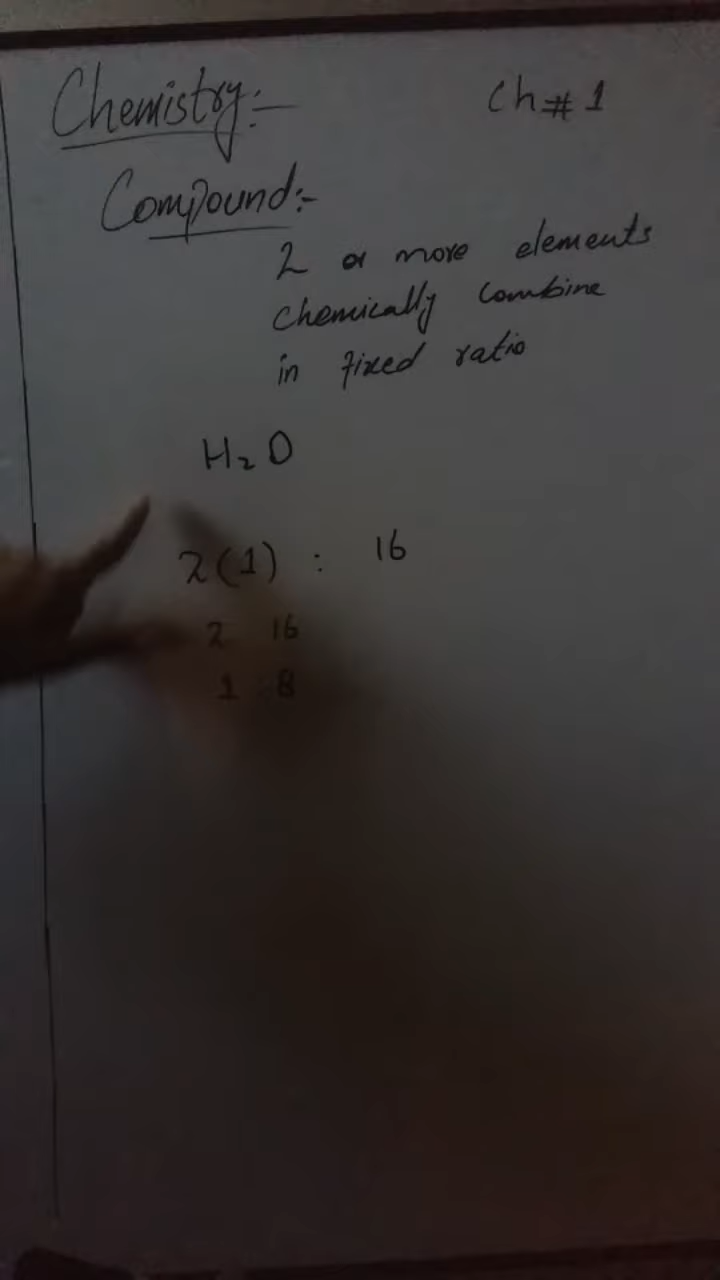 Chemistry:-
Ch# 1
Compound:-
2 or more elements
chemically combine
in fixed ratio
H₂O
2(1) : 16
2 16
1 : 8